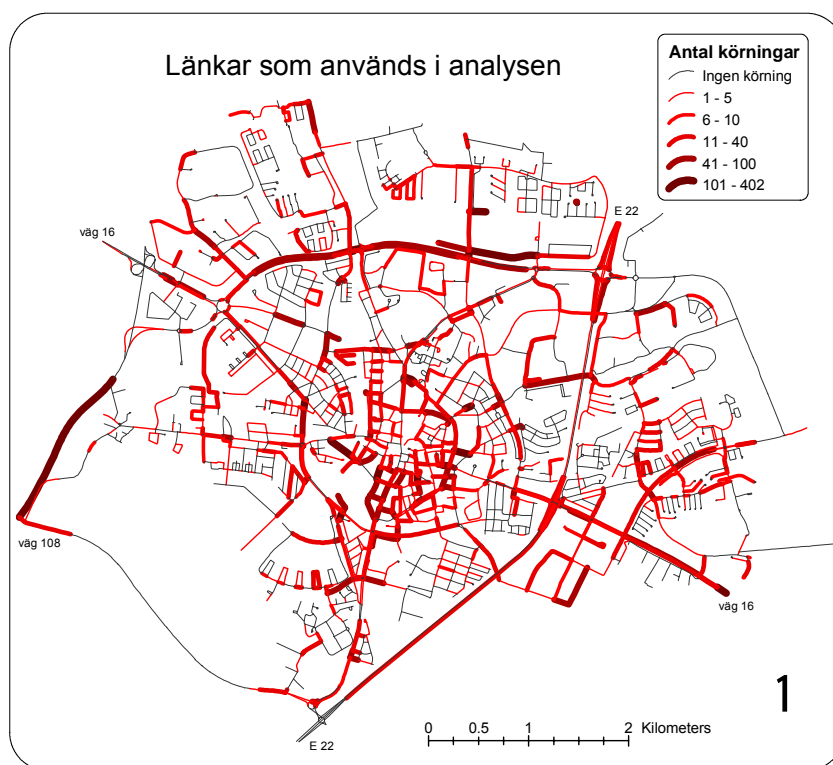 Länkar som används i analysen
Antal körningar
Ingen körning
1 - 5
6 - 10
11 - 40
41 - 100
101 - 402
E 22
väg 16
väg 108
väg 16
E 22
0 0.5 1 2 Kilometers
1